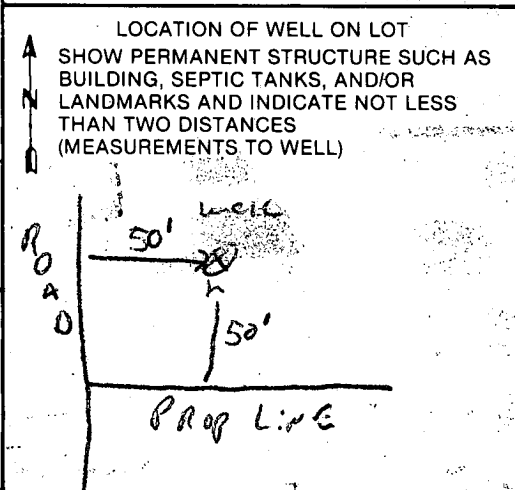 LOCATION OF WELL ON LOT
SHOW PERMANENT STRUCTURE SUCH AS
BUILDING, SEPTIC TANKS, AND/OR
N LANDMARKS AND INDICATE NOT LESS
THAN TWO DISTANCES
(MEASUREMENTS TO WELL)
well
50'
ROAD
50'
PROP LINE